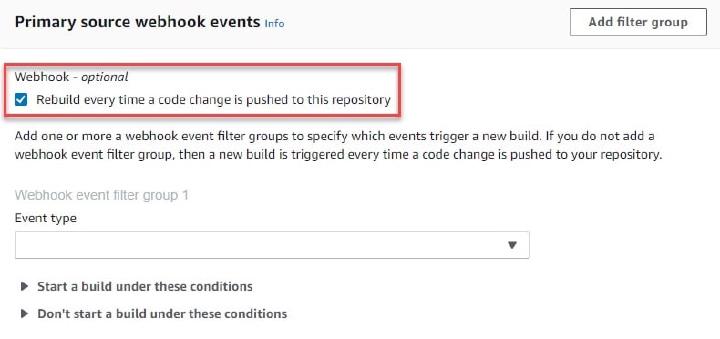 Primary source webhook events Info
Add filter group
Webhook - optional
Rebuild every time a code change is pushed to this repository
Add one or more a webhook event filter groups to specify which events trigger a new build. If you do not add a
webhook event filter group, then a new build is triggered every time a code change is pushed to your repository.
Webhook event filter group 1
Event type
Start a build under these conditions
Don't start a build under these conditions